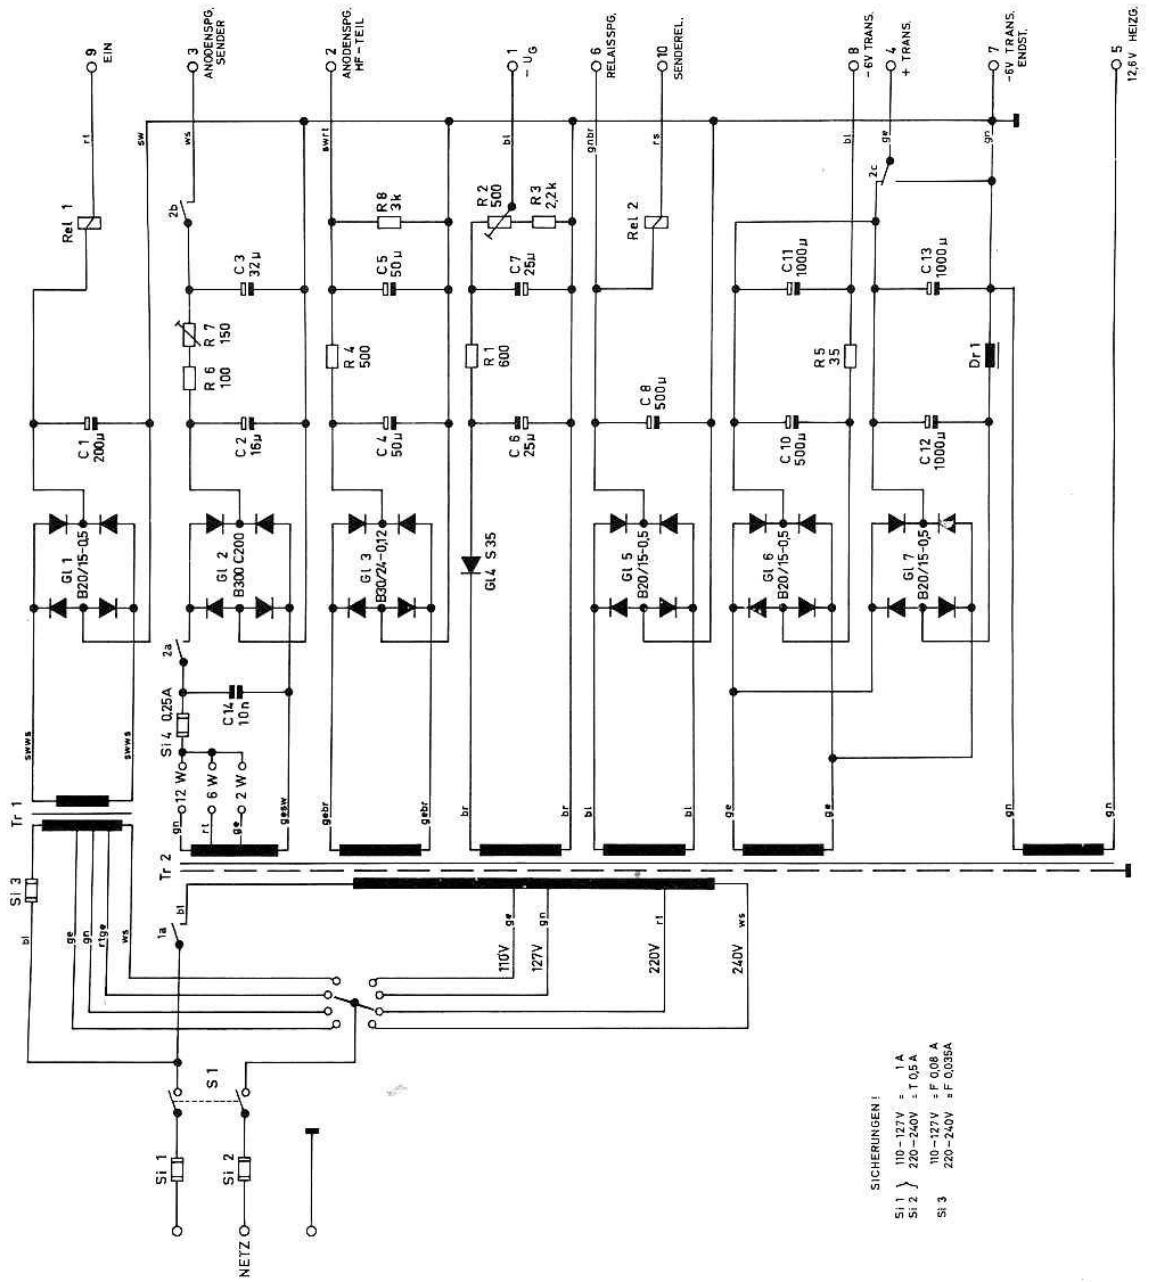 9
EIN
3
ANODENSPG.
SENDER
2
ANODENSPG.
HF-TEIL
1
- UG
6
RELAISSPG.
10
SENDEREL.
8
-6V TRANS.
4
+ TRANS.
7
-6V TRANS.
ENDST.
5
12,6V HEIZG.
rt
sw
ws
swrt
bl
gnbr
rs
bl
ge
gn
Rel 1
2b
R 8
3k
R 2
500
R 3
2,2k
Rel 2
2c
C 3
32µ
C 5
50µ
C 7
25µ
C 11
1000µ
C 13
1000µ
R 7
150
R 6
100
R 4
500
R 1
600
R 5
35
Dr 1
C 1
200µ
C 2
16µ
C 4
50µ
C 6
25µ
C 8
500µ
C 10
500µ
C 12
1000µ
Gl 1
B20/15-0,5
Gl 2
B300 C200
Gl 3
B30/24-0,12
Gl 4 S 35
Gl 5
B20/15-0,5
Gl 6
B20/15-0,5
Gl 7
B20/15-0,5
2a
Si 4 0,25A
C14
10n
swws
swws
12 W
6 W
2 W
gn
rt
ge
gesw
gebr
gebr
br
br
bl
bl
ge
ge
gn
gn
Tr 1
Tr 2
Si 3
bl
ge
gn
rtge
ws
1a
bl
110V
ge
127V
gn
220V
rt
240V
ws
S 1
Si 1
Si 2
NETZ
SICHERUNGEN:
Si 1 } 110-127V = 1 A
Si 2 } 220-240V = T 0,5 A
Si 3 110-127V = F 0,08 A
220-240V = F 0,035A